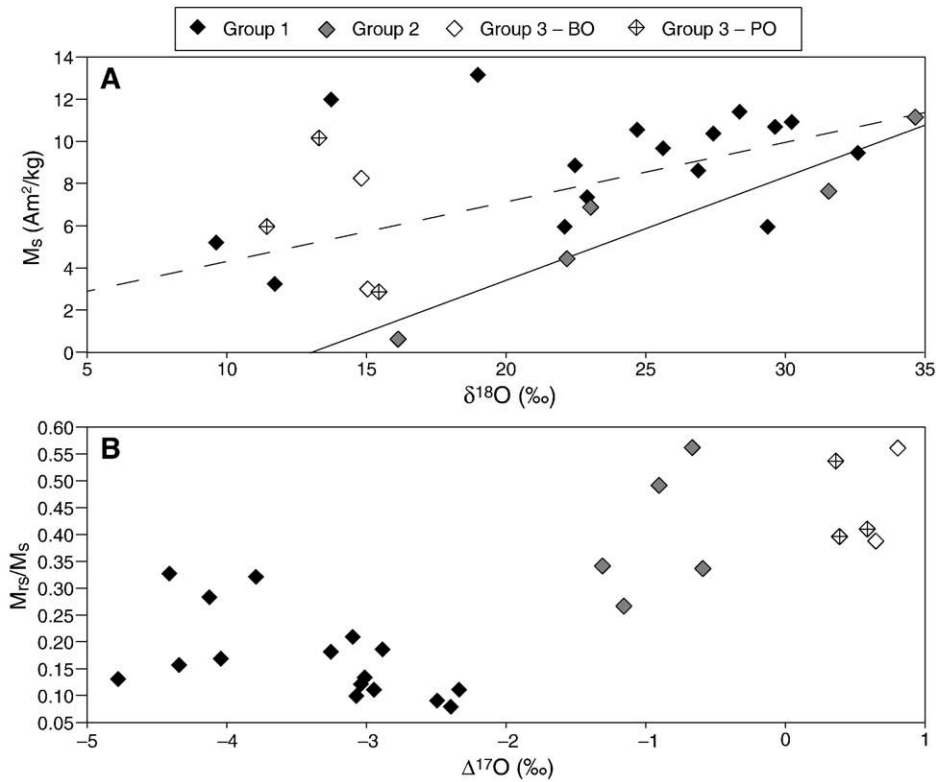 Group 1 Group 2 Group 3 – BO Group 3 – PO
A
14
12
10
8
6
4
2
0
Ms (Am²/kg)
5 10 15 20 25 30 35
δ¹⁸O (‰)
B
0.60
0.55
0.50
0.45
0.40
0.35
0.30
0.25
0.20
0.15
0.10
0.05
Mrs/Ms
–5 –4 –3 –2 –1 0 1
Δ¹⁷O (‰)